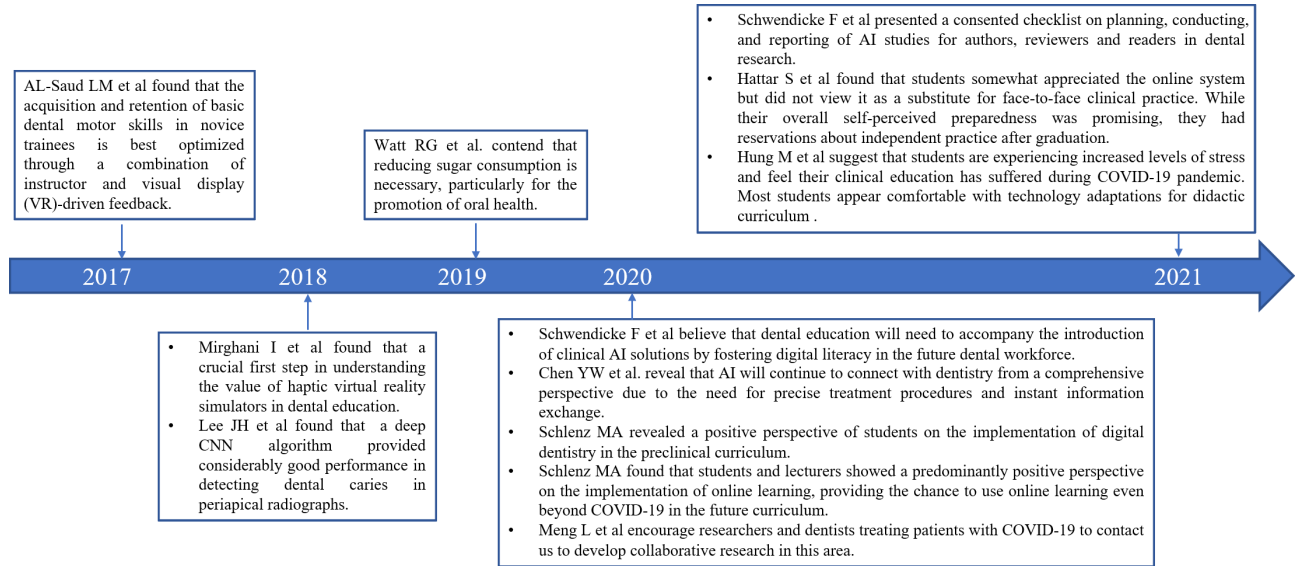 AL-Saud LM et al found that the
acquisition and retention of basic
dental motor skills in novice
trainees is best optimized
through a combination of
instructor and visual display
(VR)-driven feedback.
Watt RG et al. contend that
reducing sugar consumption is
necessary, particularly for the
promotion of oral health.
• Schwendicke F et al presented a consented checklist on planning, conducting,
and reporting of AI studies for authors, reviewers and readers in dental
research.
• Hattar S et al found that students somewhat appreciated the online system
but did not view it as a substitute for face-to-face clinical practice. While
their overall self-perceived preparedness was promising, they had
reservations about independent practice after graduation.
• Hung M et al suggest that students are experiencing increased levels of stress
and feel their clinical education has suffered during COVID-19 pandemic.
Most students appear comfortable with technology adaptations for didactic
curriculum .
2017 2018 2019 2020 2021
• Mirghani I et al found that a
crucial first step in understanding
the value of haptic virtual reality
simulators in dental education.
• Lee JH et al found that a deep
CNN algorithm provided
considerably good performance in
detecting dental caries in
periapical radiographs.
• Schwendicke F et al believe that dental education will need to accompany the introduction
of clinical AI solutions by fostering digital literacy in the future dental workforce.
• Chen YW et al. reveal that AI will continue to connect with dentistry from a comprehensive
perspective due to the need for precise treatment procedures and instant information
exchange.
• Schlenz MA revealed a positive perspective of students on the implementation of digital
dentistry in the preclinical curriculum.
• Schlenz MA found that students and lecturers showed a predominantly positive perspective
on the implementation of online learning, providing the chance to use online learning even
beyond COVID-19 in the future curriculum.
• Meng L et al encourage researchers and dentists treating patients with COVID-19 to contact
us to develop collaborative research in this area.